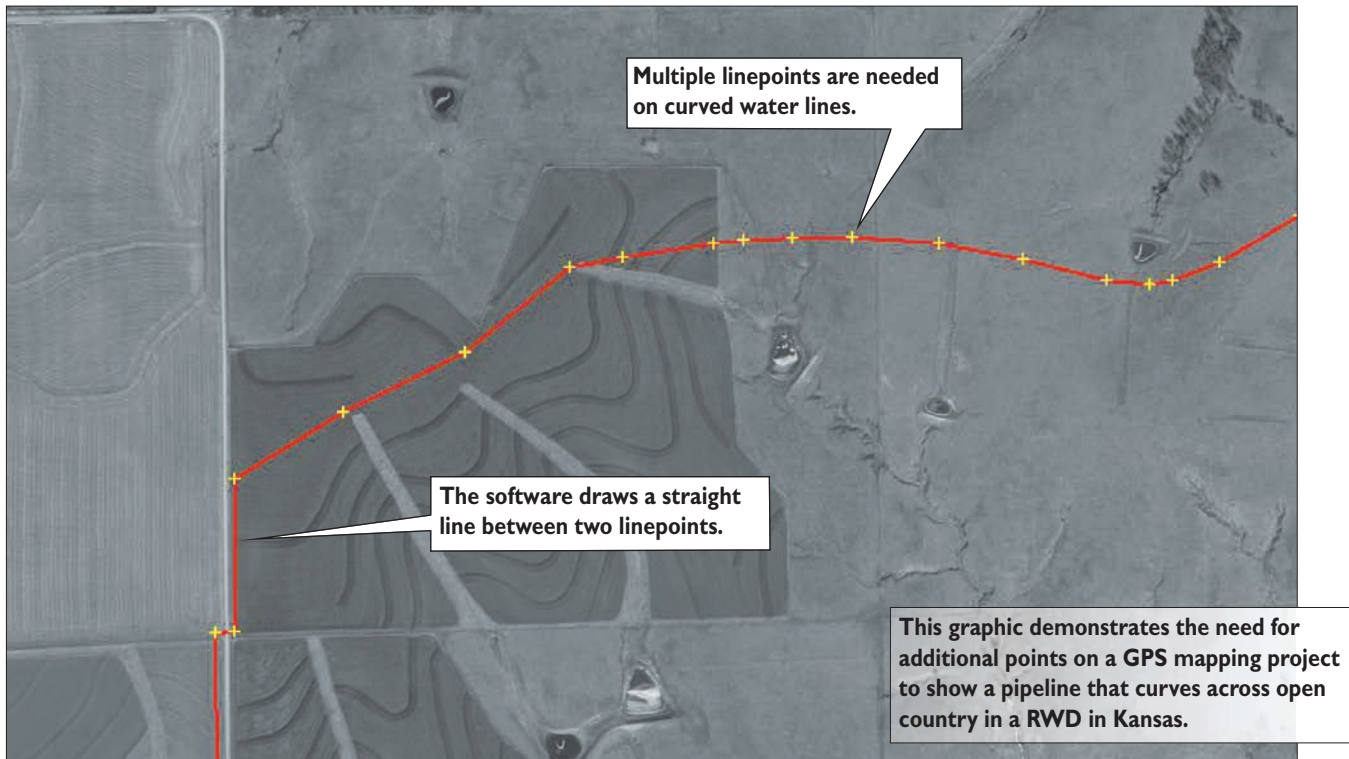 Multiple linepoints are needed
on curved water lines.
The software draws a straight
line between two linepoints.
This graphic demonstrates the need for
additional points on a GPS mapping project
to show a pipeline that curves across open
country in a RWD in Kansas.